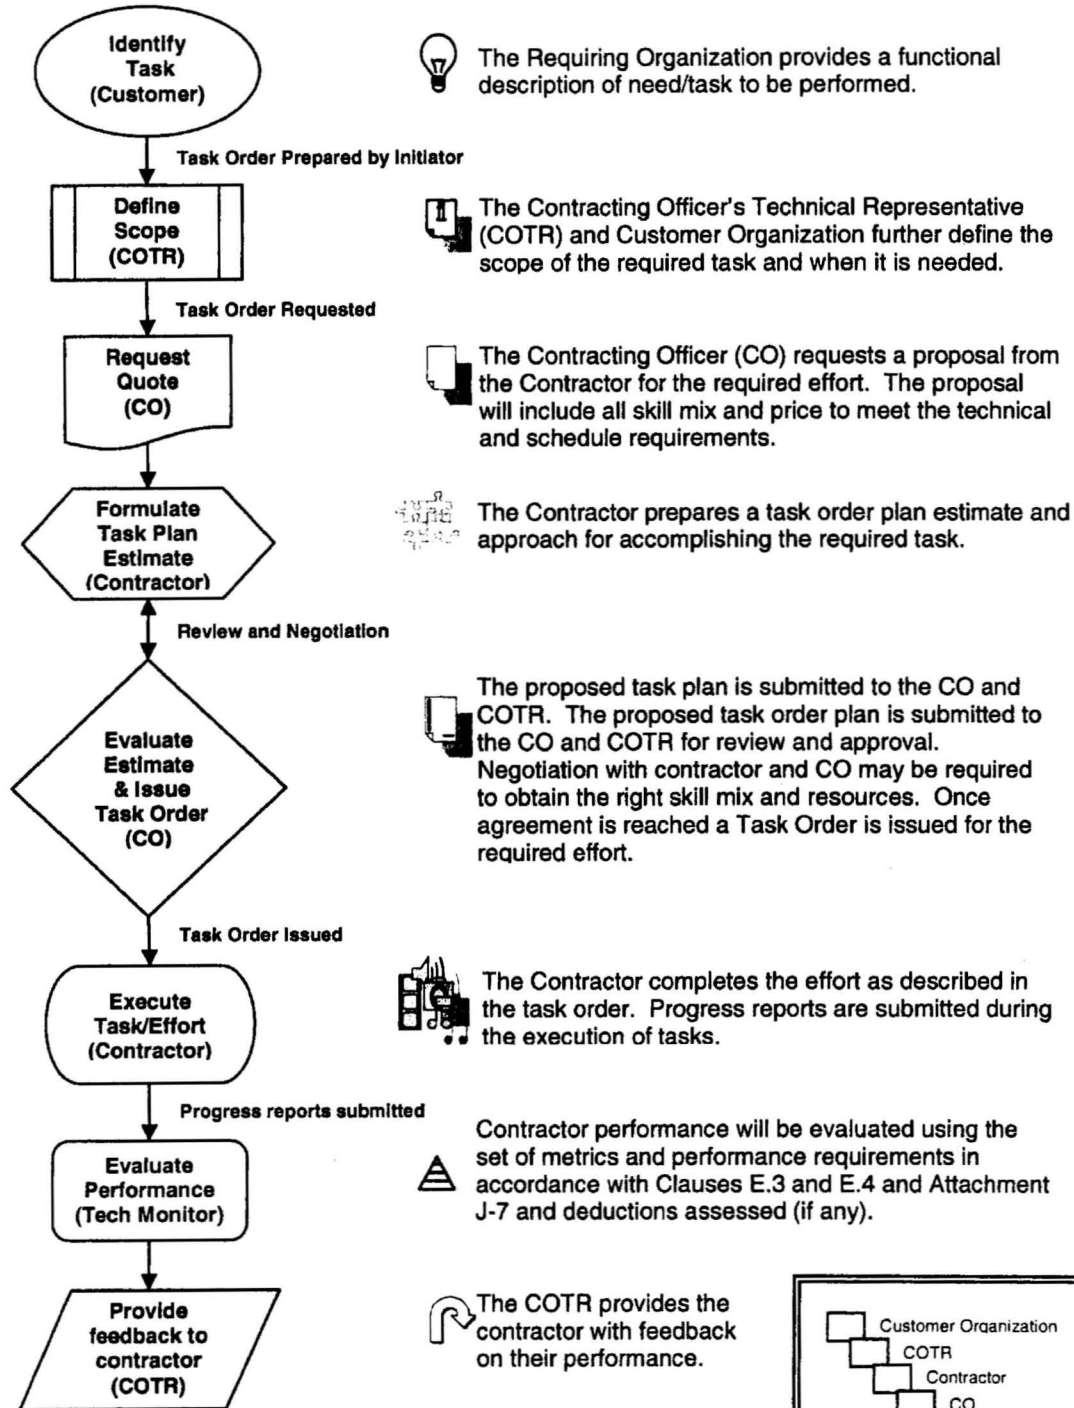 Identify
Task
(Customer)
The Requiring Organization provides a functional
description of need/task to be performed.
Task Order Prepared by Initiator
Define
Scope
(COTR)
The Contracting Officer's Technical Representative
(COTR) and Customer Organization further define the
scope of the required task and when it is needed.
Task Order Requested
Request
Quote
(CO)
The Contracting Officer (CO) requests a proposal from
the Contractor for the required effort. The proposal
will include all skill mix and price to meet the technical
and schedule requirements.
Formulate
Task Plan
Estimate
(Contractor)
The Contractor prepares a task order plan estimate and
approach for accomplishing the required task.
Review and Negotiation
Evaluate
Estimate
& Issue
Task Order
(CO)
The proposed task plan is submitted to the CO and
COTR. The proposed task order plan is submitted to
the CO and COTR for review and approval.
Negotiation with contractor and CO may be required
to obtain the right skill mix and resources. Once
agreement is reached a Task Order is issued for the
required effort.
Task Order Issued
Execute
Task/Effort
(Contractor)
The Contractor completes the effort as described in
the task order. Progress reports are submitted during
the execution of tasks.
Progress reports submitted
Evaluate
Performance
(Tech Monitor)
Contractor performance will be evaluated using the
set of metrics and performance requirements in
accordance with Clauses E.3 and E.4 and Attachment
J-7 and deductions assessed (if any).
Provide
feedback to
contractor
(COTR)
The COTR provides the
contractor with feedback
on their performance.
Customer Organization
COTR
Contractor
CO